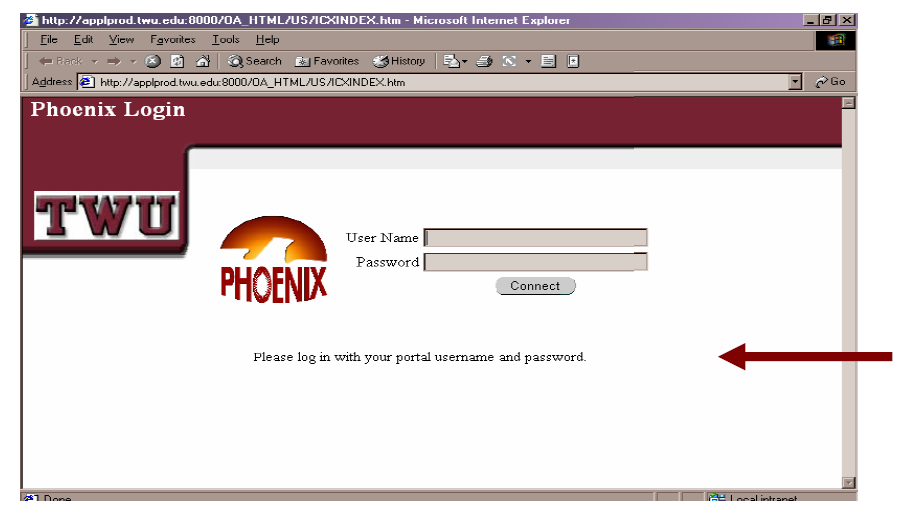 http://applprod.twu.edu:8000/OA_HTML/US/ICXINDEX.htm - Microsoft Internet Explorer
File Edit View Favorites Tools Help
Back Search Favorites History
Address http://applprod.twu.edu:8000/OA_HTML/US/ICXINDEX.htm Go
Phoenix Login
TWU
User Name
Password
PHOENIX
Connect
Please log in with your portal username and password.
Done Local intranet